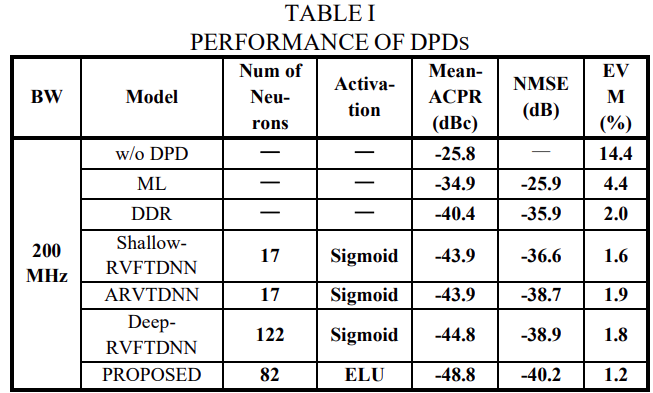 TABLE I
PERFORMANCE OF DPDS
BW Model Num of Neu-rons Activa-tion Mean-ACPR (dBc) NMSE (dB) EVM (%)
200 MHz
w/o DPD — — -25.8 — 14.4
ML — — -34.9 -25.9 4.4
DDR — — -40.4 -35.9 2.0
Shallow-RVFTDNN 17 Sigmoid -43.9 -36.6 1.6
ARVTDNN 17 Sigmoid -43.9 -38.7 1.9
Deep-RVFTDNN 122 Sigmoid -44.8 -38.9 1.8
PROPOSED 82 ELU -48.8 -40.2 1.2